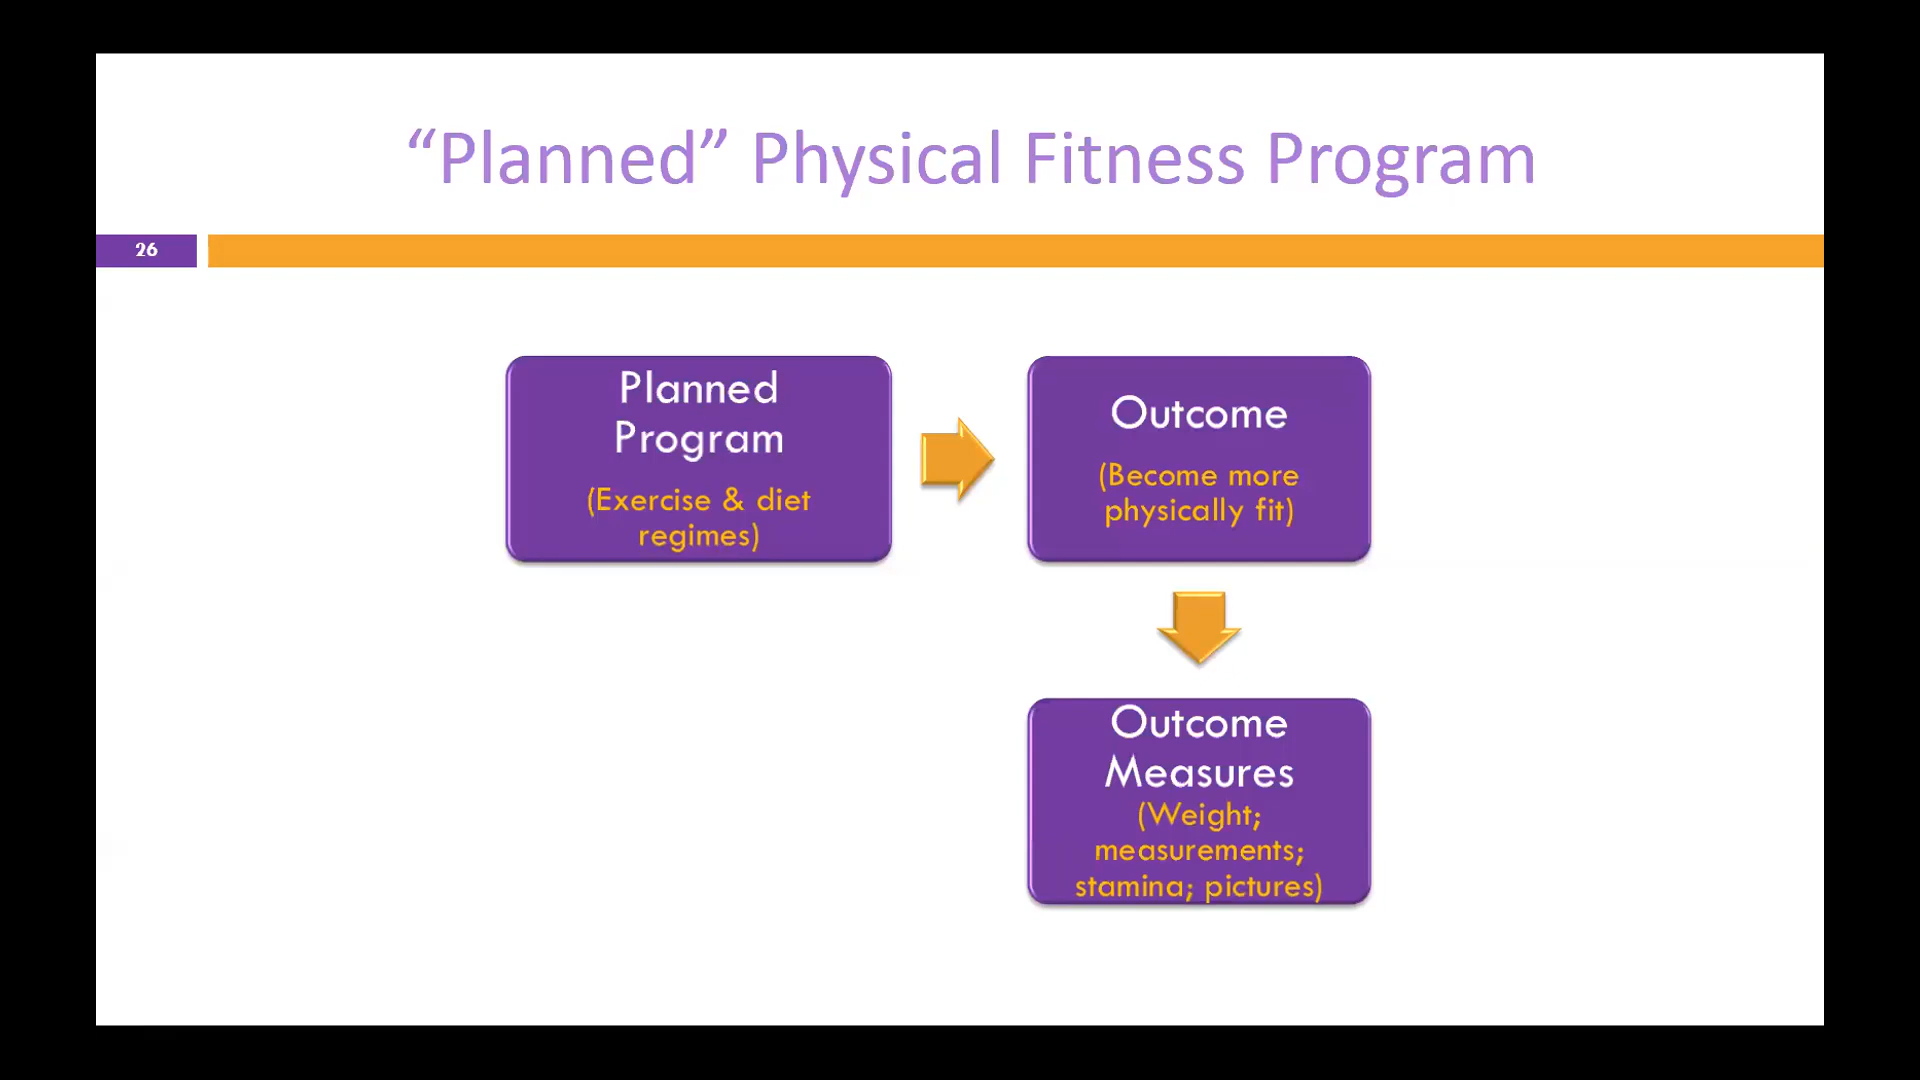 “Planned” Physical Fitness Program
26
Planned
Program
(Exercise & diet
regimes)
Outcome
(Become more
physically fit)
Outcome
Measures
(Weight;
measurements;
stamina; pictures)